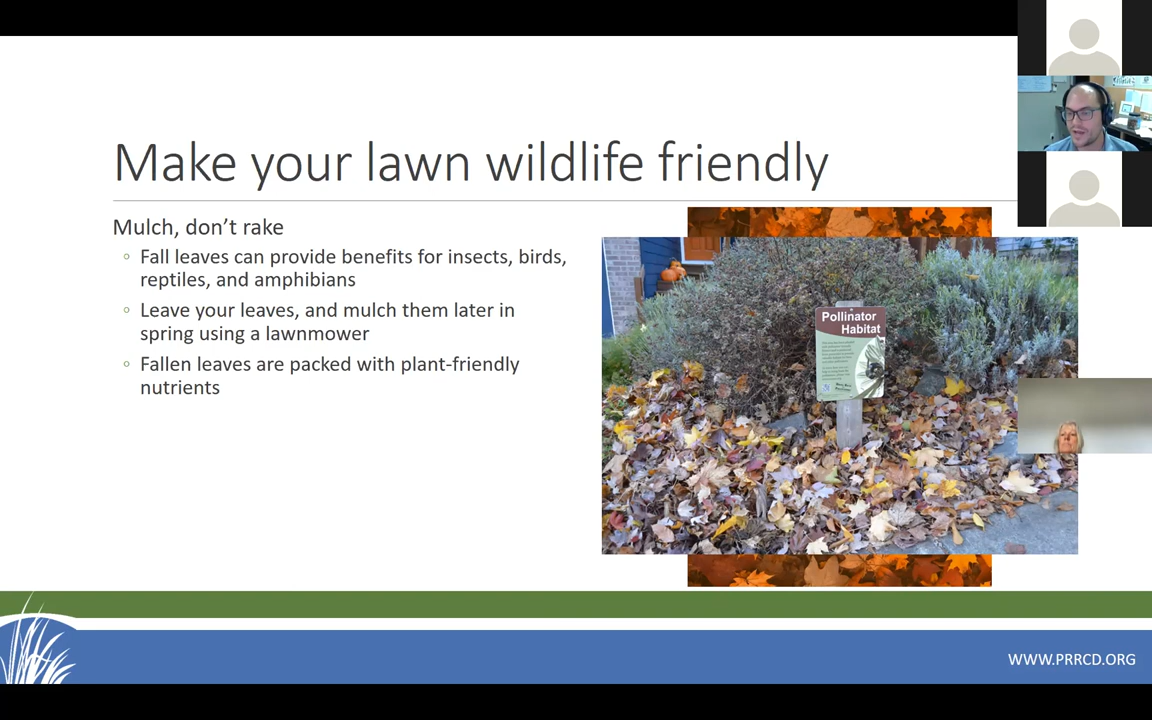 Make your lawn wildlife friendly
Mulch, don’t rake
Fall leaves can provide benefits for insects, birds,
reptiles, and amphibians
Leave your leaves, and mulch them later in
spring using a lawnmower
Fallen leaves are packed with plant-friendly
nutrients
Pollinator
Habitat
WWW.PRRCD.ORG